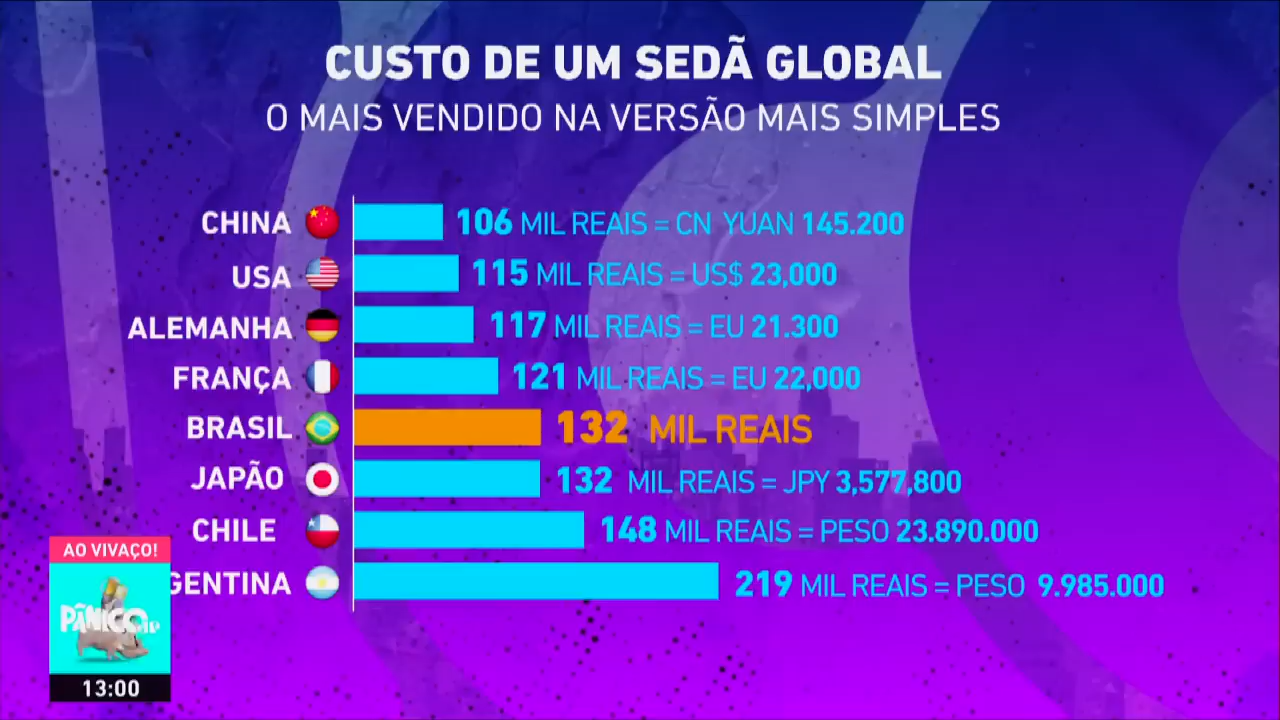 CUSTO DE UM SEDÃ GLOBAL
O MAIS VENDIDO NA VERSÃO MAIS SIMPLES
CHINA 106 MIL REAIS = CN YUAN 145.200
USA 115 MIL REAIS = US$ 23,000
ALEMANHA 117 MIL REAIS = EU 21.300
FRANÇA 121 MIL REAIS = EU 22,000
BRASIL 132 MIL REAIS
JAPÃO 132 MIL REAIS = JPY 3,577,800
CHILE 148 MIL REAIS = PESO 23.890.000
GENTINA 219 MIL REAIS = PESO 9.985.000
AO VIVAÇO!
PÂNICO
13:00